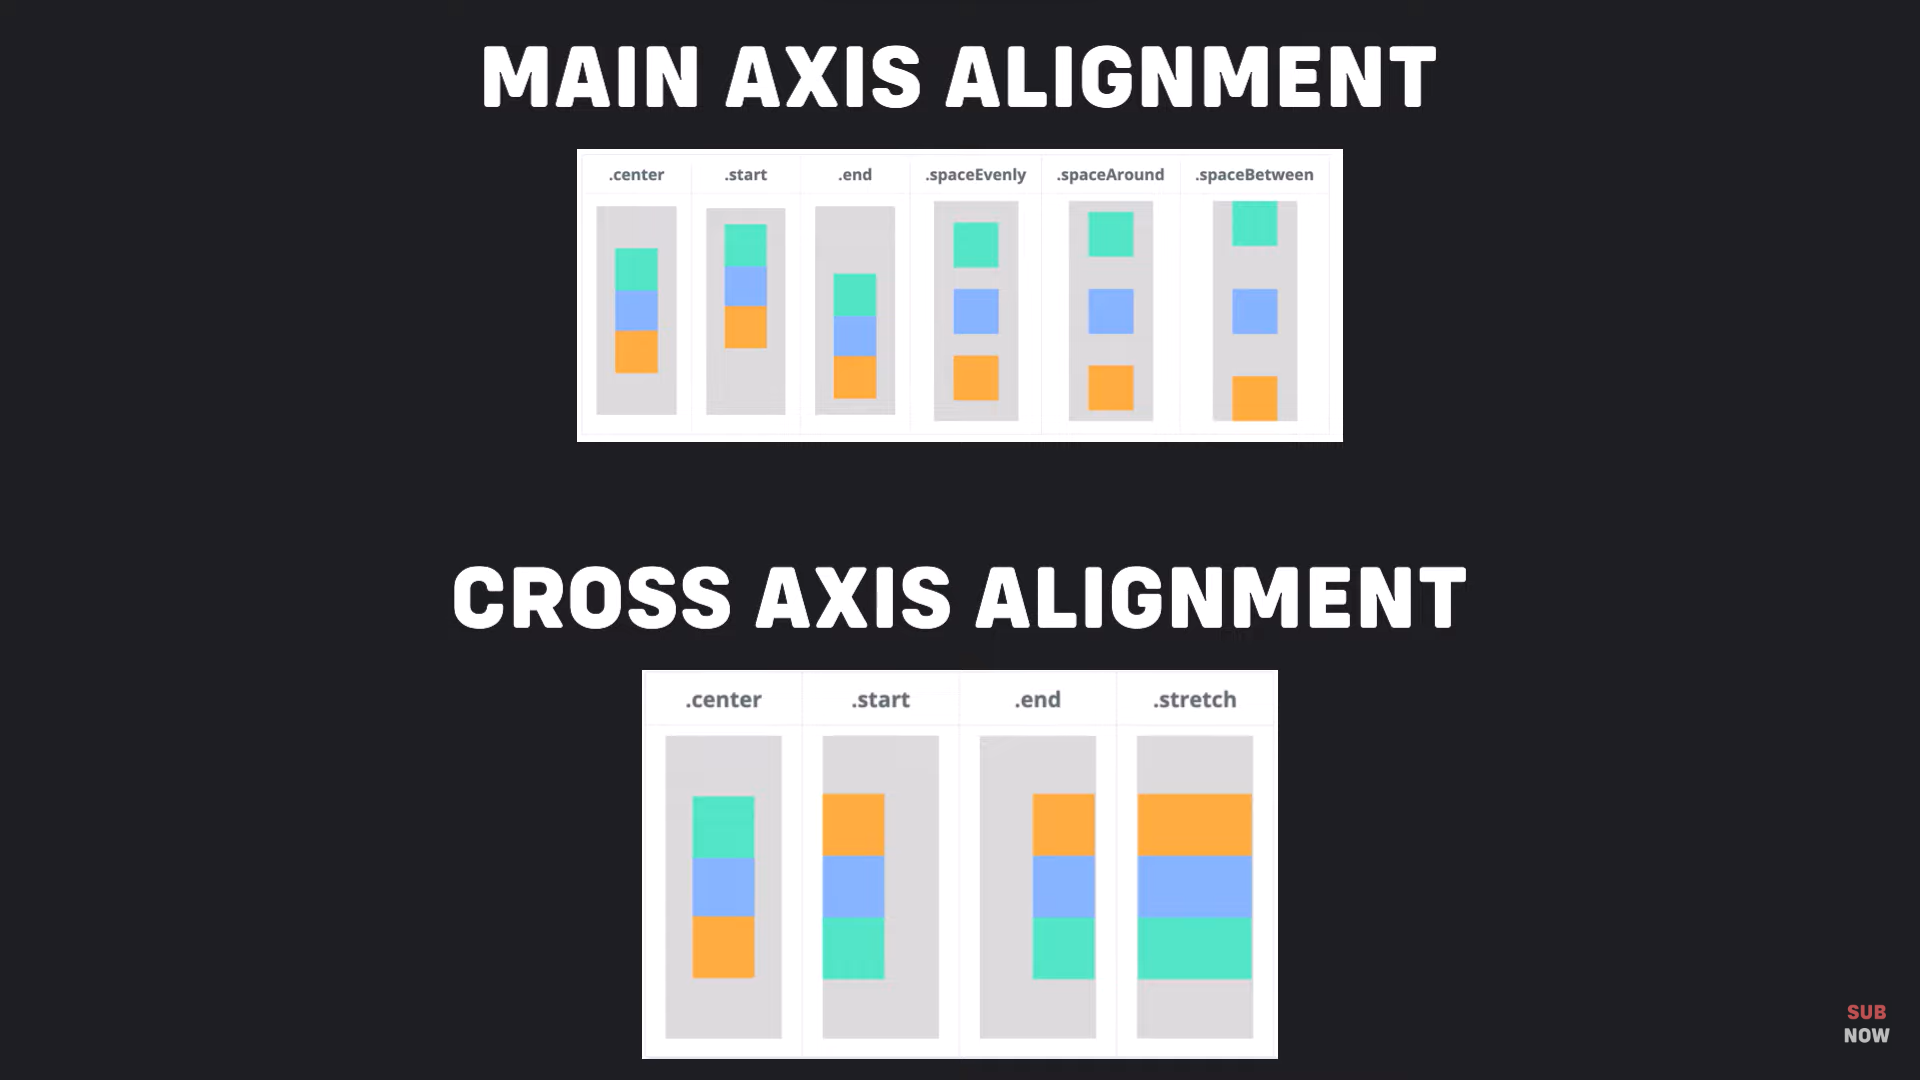 MAIN AXIS ALIGNMENT
.center .start .end .spaceEvenly .spaceAround .spaceBetween
CROSS AXIS ALIGNMENT
.center .start .end .stretch
SUB
NOW